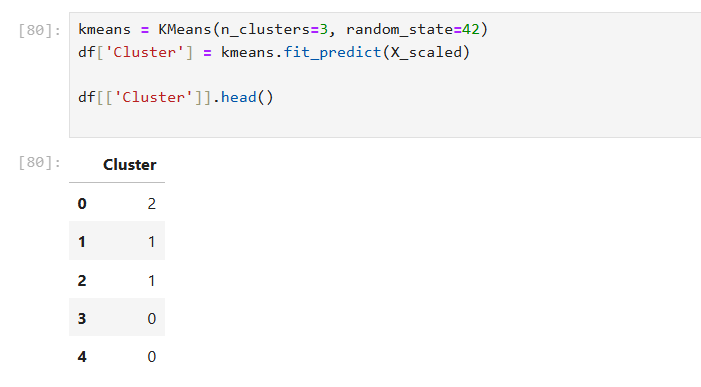 [80]: kmeans = KMeans(n_clusters=3, random_state=42)
df['Cluster'] = kmeans.fit_predict(X_scaled)
df[['Cluster']].head()
[80]:
Cluster
0 2
1 1
2 1
3 0
4 0